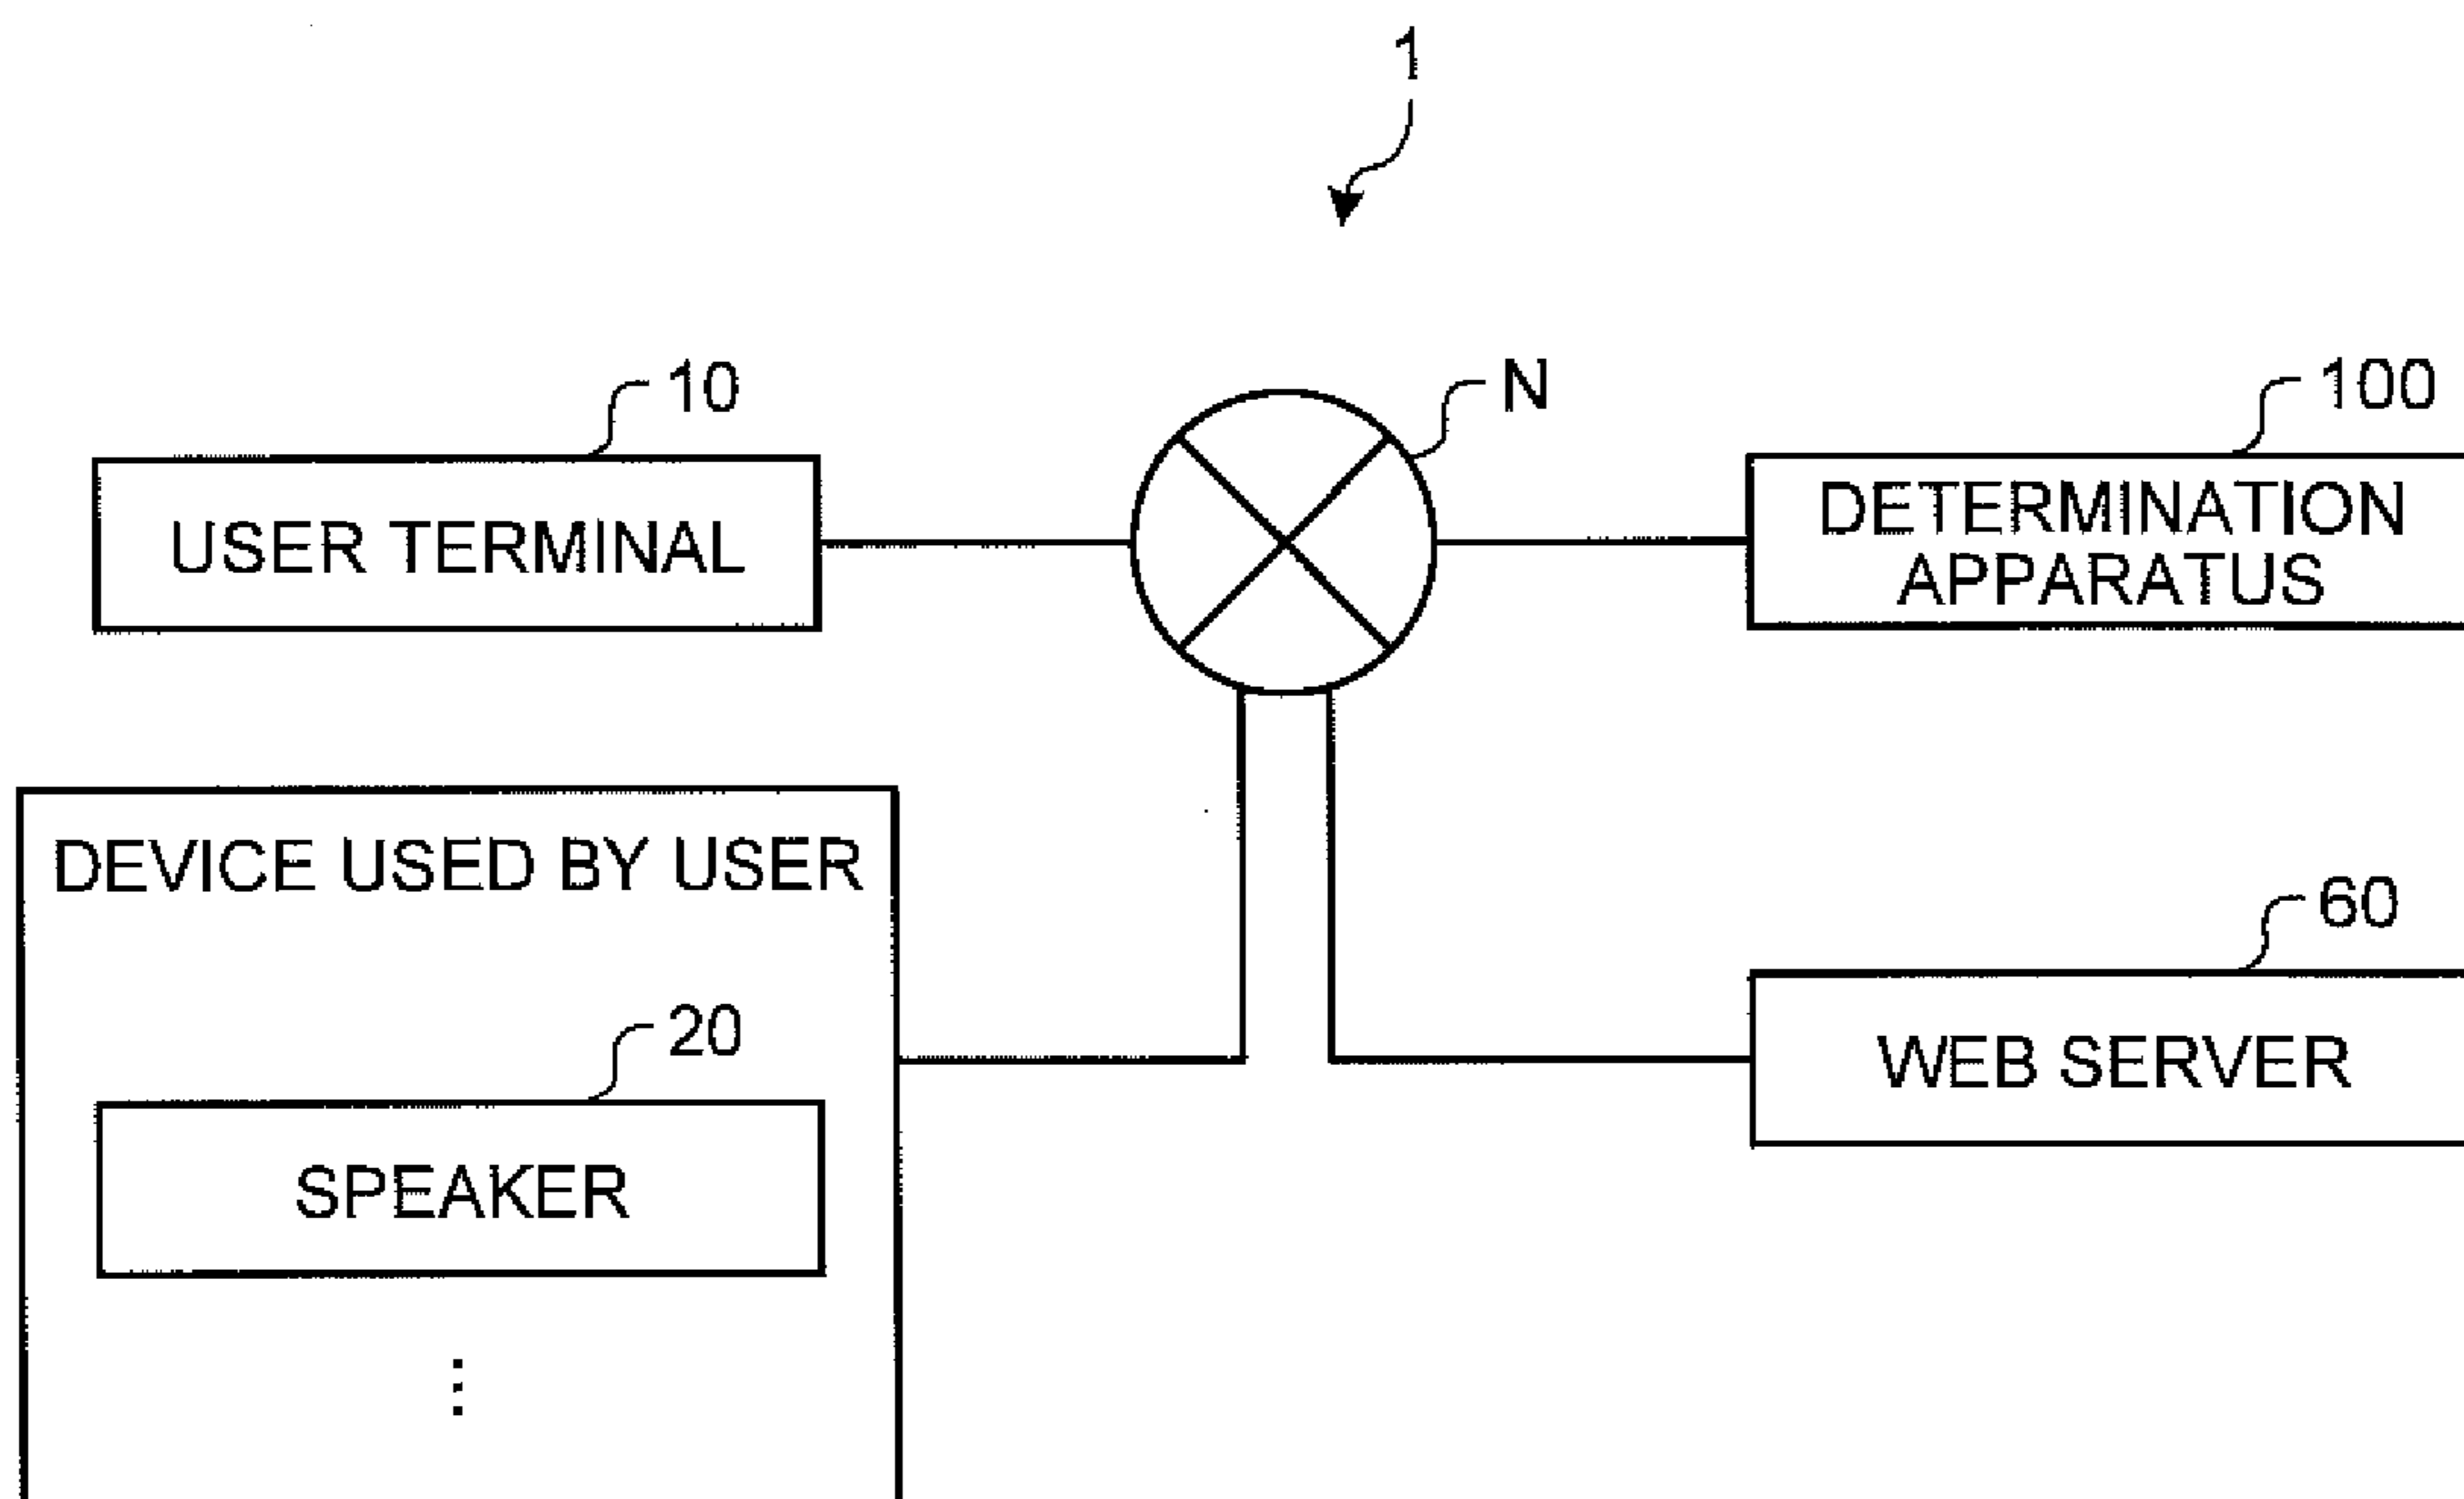 1
10
N
100
USER TERMINAL
DETERMINATION
APPARATUS
DEVICE USED BY USER
60
20
WEB SERVER
SPEAKER